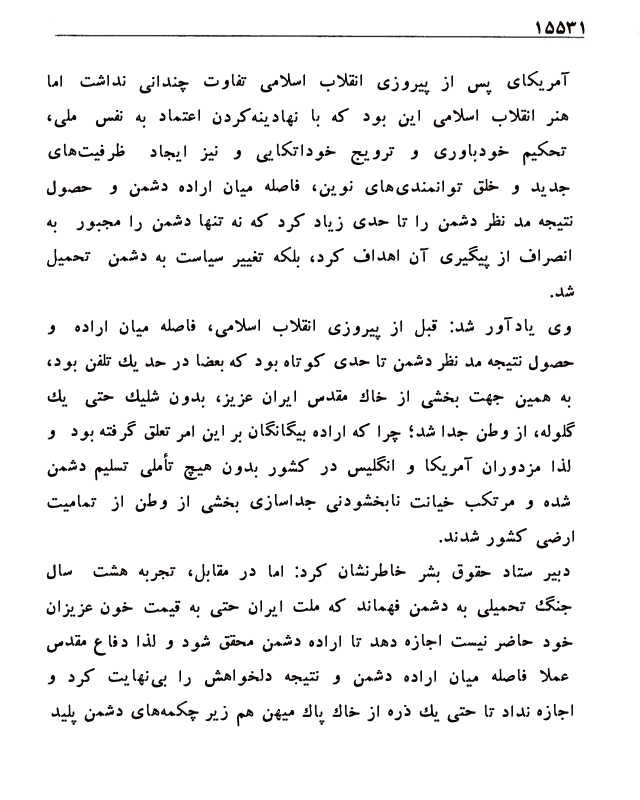 ۱۵۵۳۱
آمریکای پس از پیروزی انقلاب اسلامی تفاوت چندانی نداشت اما
هنر انقلاب اسلامی این بود که با نهادینه‌کردن اعتماد به نفس ملی،
تحکیم خودباوری و ترویج خوداتکایی و نیز ایجاد ظرفیت‌های
جدید و خلق توانمندی‌های نوین، فاصله میان اراده دشمن و حصول
نتیجه مد نظر دشمن را تا حدی زیاد کرد که نه تنها دشمن را مجبور به
انصراف از پیگیری آن اهداف کرد، بلکه تغییر سیاست به دشمن تحمیل
شد.
وی یادآور شد: قبل از پیروزی انقلاب اسلامی، فاصله میان اراده و
حصول نتیجه مد نظر دشمن تا حدی کوتاه بود که بعضا در حد یك تلفن بود،
به همین جهت بخشی از خاك مقدس ایران عزیز، بدون شلیك حتی یك
گلوله، از وطن جدا شد؛ چرا که اراده بیگانگان بر این امر تعلق گرفته بود و
لذا مزدوران آمریکا و انگلیس در کشور بدون هیچ تأملی تسلیم دشمن
شده و مرتکب خیانت نابخشودنی جداسازی بخشی از وطن از تمامیت
ارضی کشور شدند.
دبیر ستاد حقوق بشر خاطرنشان کرد: اما در مقابل، تجربه هشت سال
جنگ تحمیلی به دشمن فهماند که ملت ایران حتی به قیمت خون عزیزان
خود حاضر نیست اجازه دهد تا اراده دشمن محقق شود و لذا دفاع مقدس
عملا فاصله میان اراده دشمن و نتیجه دلخواهش را بی‌نهایت کرد و
اجازه نداد تا حتی یك ذره از خاك پاك میهن هم زیر چکمه‌های دشمن پلید